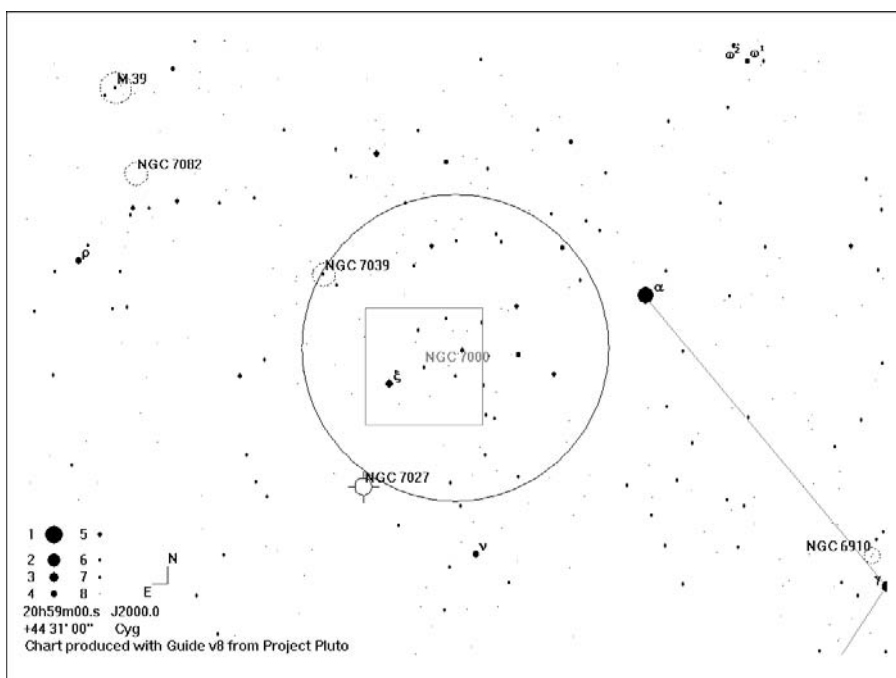 ω² ξ ω¹
M 39
NGC 7082
ρ
NGC 7039
α
NGC 7000
ξ
NGC 7027
ν
NGC 6910
γ
1 5
2 6
3 7
4 8
N
E
20h59m00.s J2000.0
+44 31' 00" Cyg
Chart produced with Guide v8 from Project Pluto